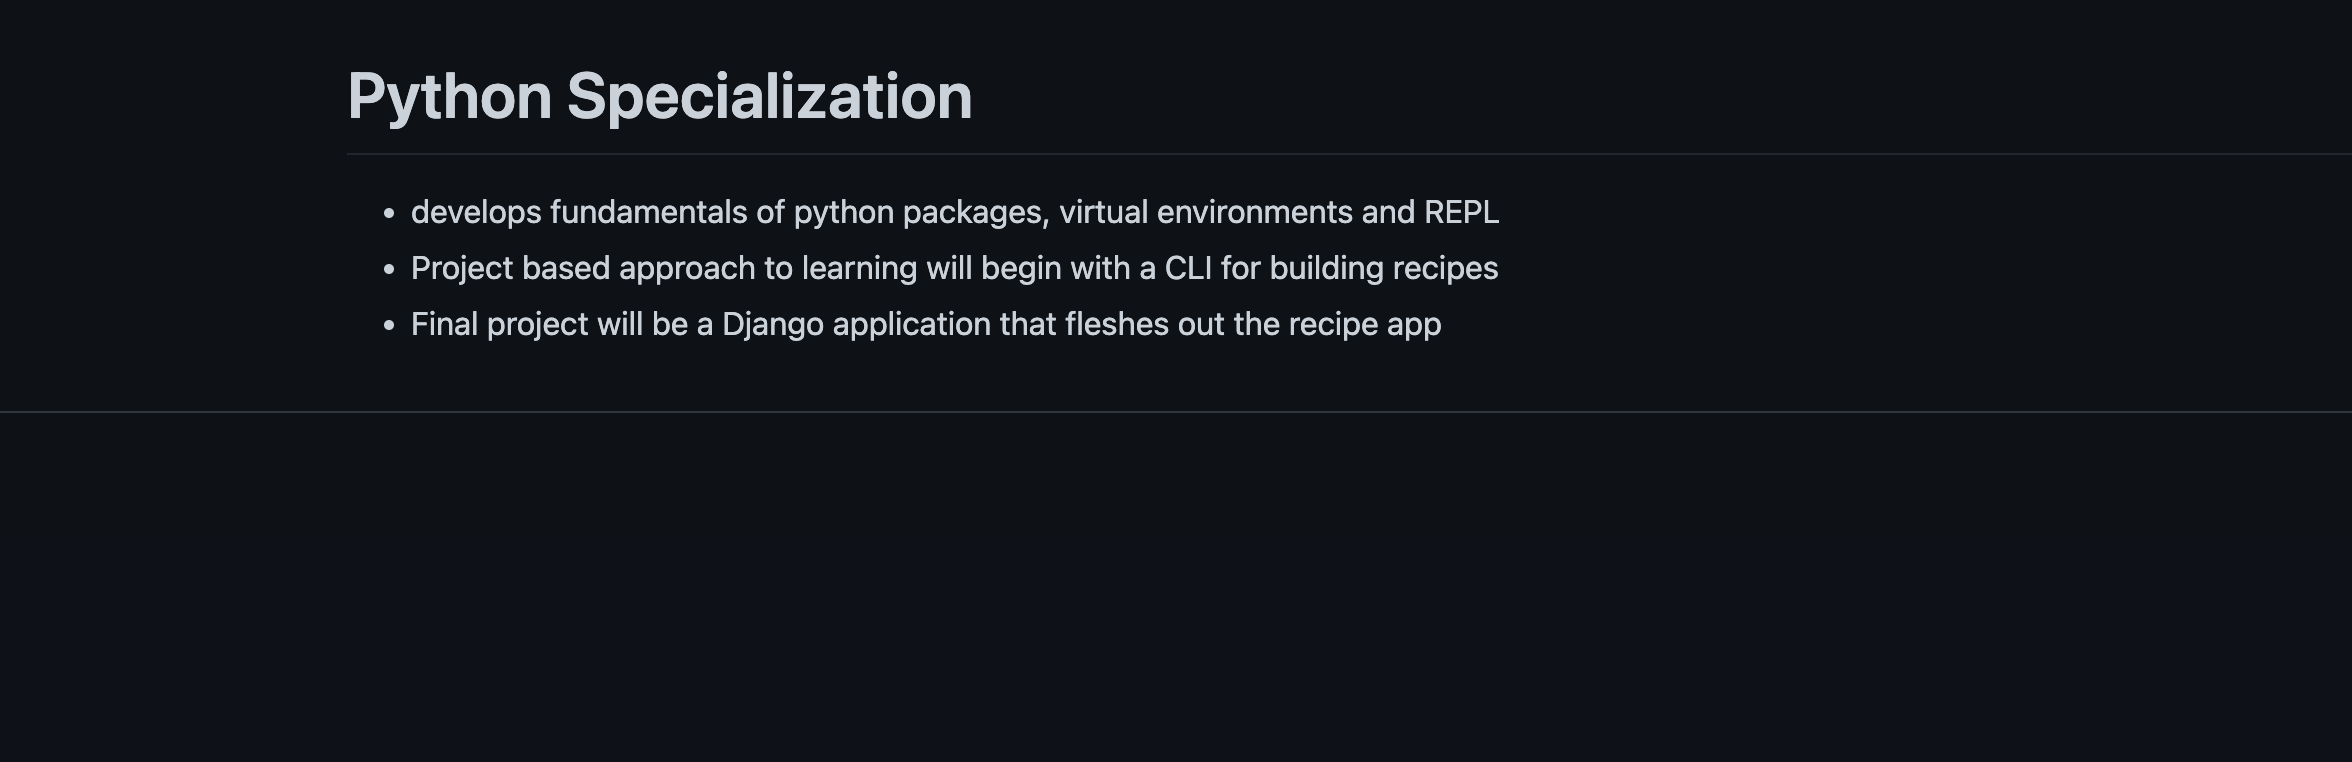 Python Specialization
develops fundamentals of python packages, virtual environments and REPL
Project based approach to learning will begin with a CLI for building recipes
Final project will be a Django application that fleshes out the recipe app